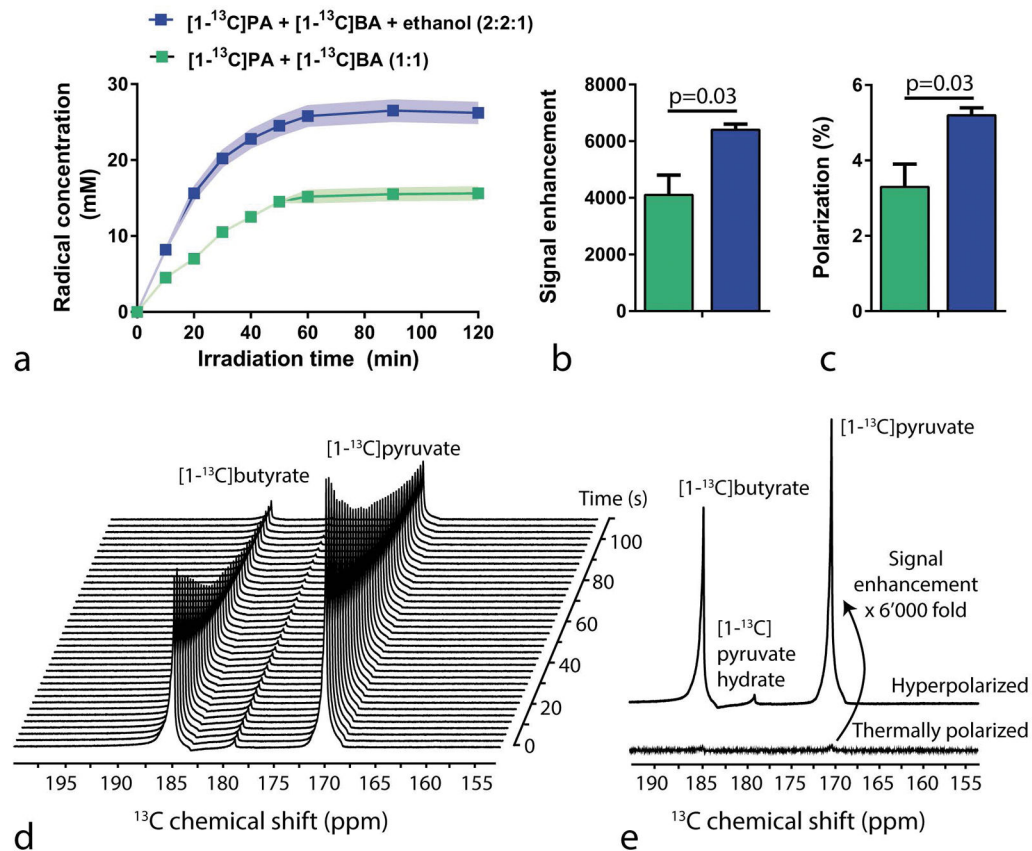 [1-¹³C]PA + [1-¹³C]BA + ethanol (2:2:1)
[1-¹³C]PA + [1-¹³C]BA (1:1)
Radical concentration
(mM)
30
20
10
0
0 20 40 60 80 100 120
Irradiation time (min)
a
Signal enhancement
8000
6000
4000
2000
0
p=0.03
b
Polarization (%)
6
4
2
0
p=0.03
c
[1-¹³C]butyrate
[1-¹³C]pyruvate
Time (s)
100
80
60
40
20
0
195 190 185 180 175 170 165 160 155
¹³C chemical shift (ppm)
d
[1-¹³C]pyruvate
[1-¹³C]butyrate
[1-¹³C]
pyruvate
hydrate
Signal
enhancement
x 6'000 fold
Hyperpolarized
Thermally polarized
190 185 180 175 170 165 160 155
¹³C chemical shift (ppm)
e